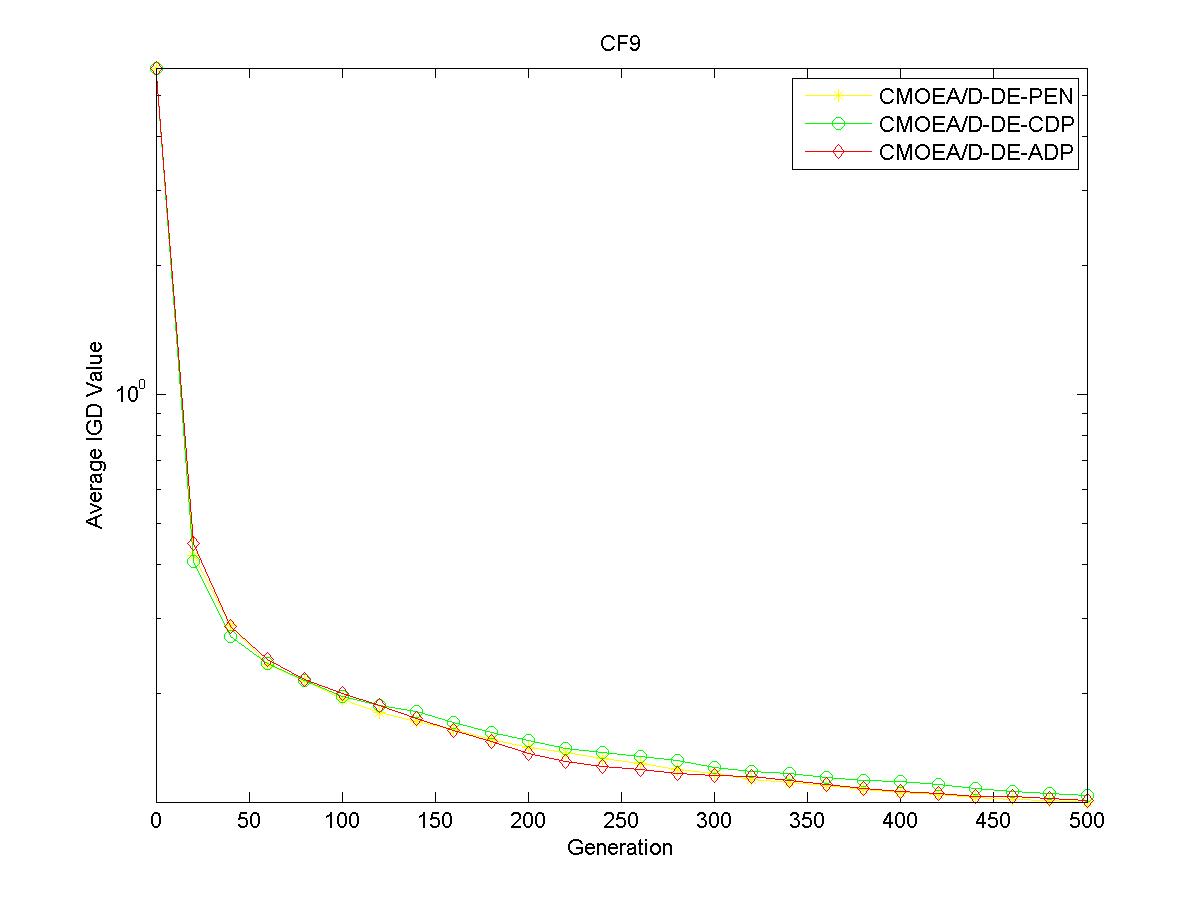 CF9
CMOEA/D-DE-PEN
CMOEA/D-DE-CDP
CMOEA/D-DE-ADP
Average IGD Value
10^0
0 50 100 150 200 250 300 350 400 450 500
Generation